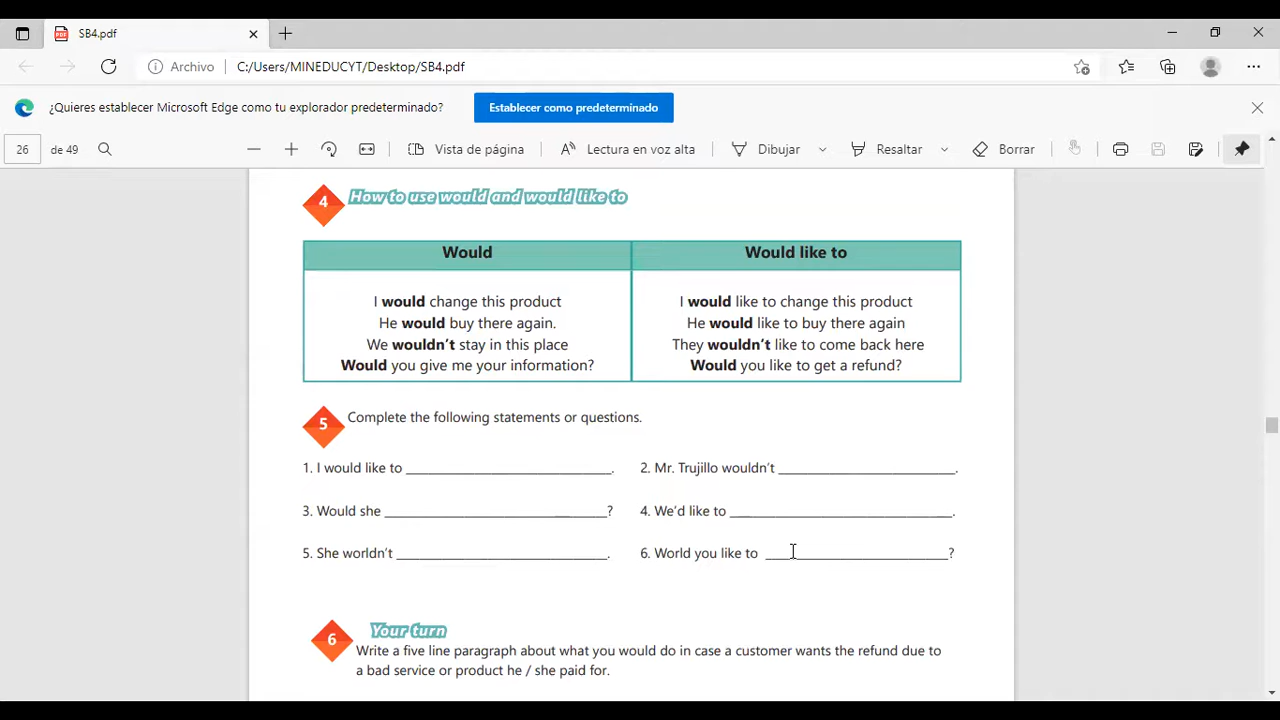 SB4.pdf
Archivo
C:/Users/MINEDUCYT/Desktop/SB4.pdf
¿Quieres establecer Microsoft Edge como tu explorador predeterminado?
Establecer como predeterminado
26 de 49
Vista de página
Lectura en voz alta
Dibujar
Resaltar
Borrar
4 How to use would and would like to
Would
Would like to
I would change this product
He would buy there again.
We wouldn't stay in this place
Would you give me your information?
I would like to change this product
He would like to buy there again
They wouldn't like to come back here
Would you like to get a refund?
5 Complete the following statements or questions.
1. I would like to ______________________________.
2. Mr. Trujillo wouldn't __________________________.
3. Would she ________________________________?
4. We'd like to ________________________________.
5. She worldn't ______________________________.
6. World you like to __________________________?
6 Your turn
Write a five line paragraph about what you would do in case a customer wants the refund due to
a bad service or product he / she paid for.